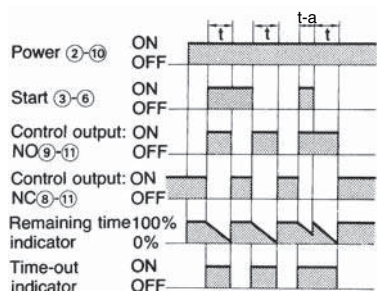 t-a
t t t
Power ②-⑩ ON
OFF
Start ③-⑥ ON
OFF
Control output: ON
NO⑨-⑪ OFF
Control output: ON
NC⑧-⑪ OFF
Remaining time 100%
indicator 0%
Time-out ON
indicator OFF